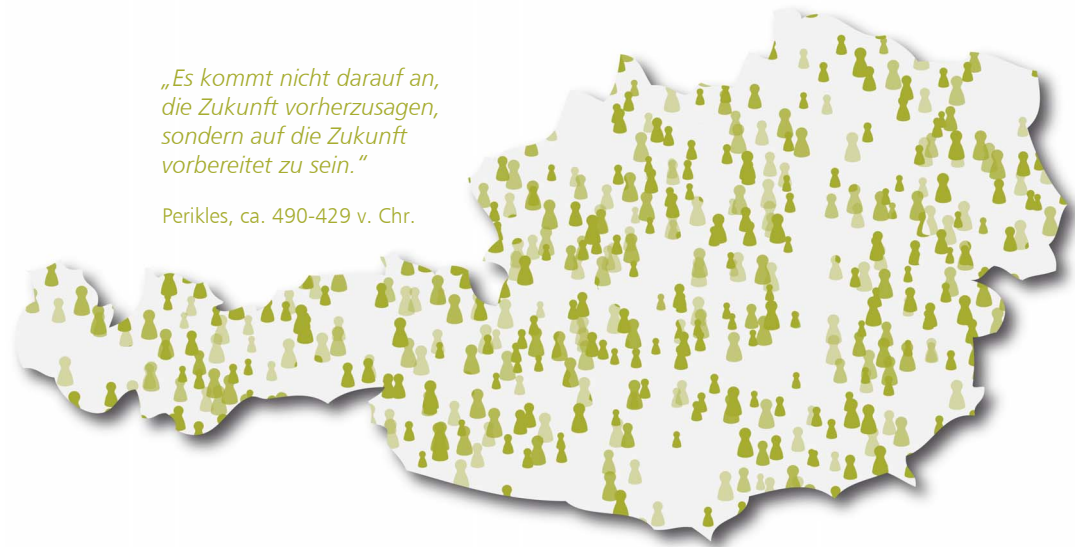 „Es kommt nicht darauf an,
die Zukunft vorherzusagen,
sondern auf die Zukunft
vorbereitet zu sein.“
Perikles, ca. 490-429 v. Chr.